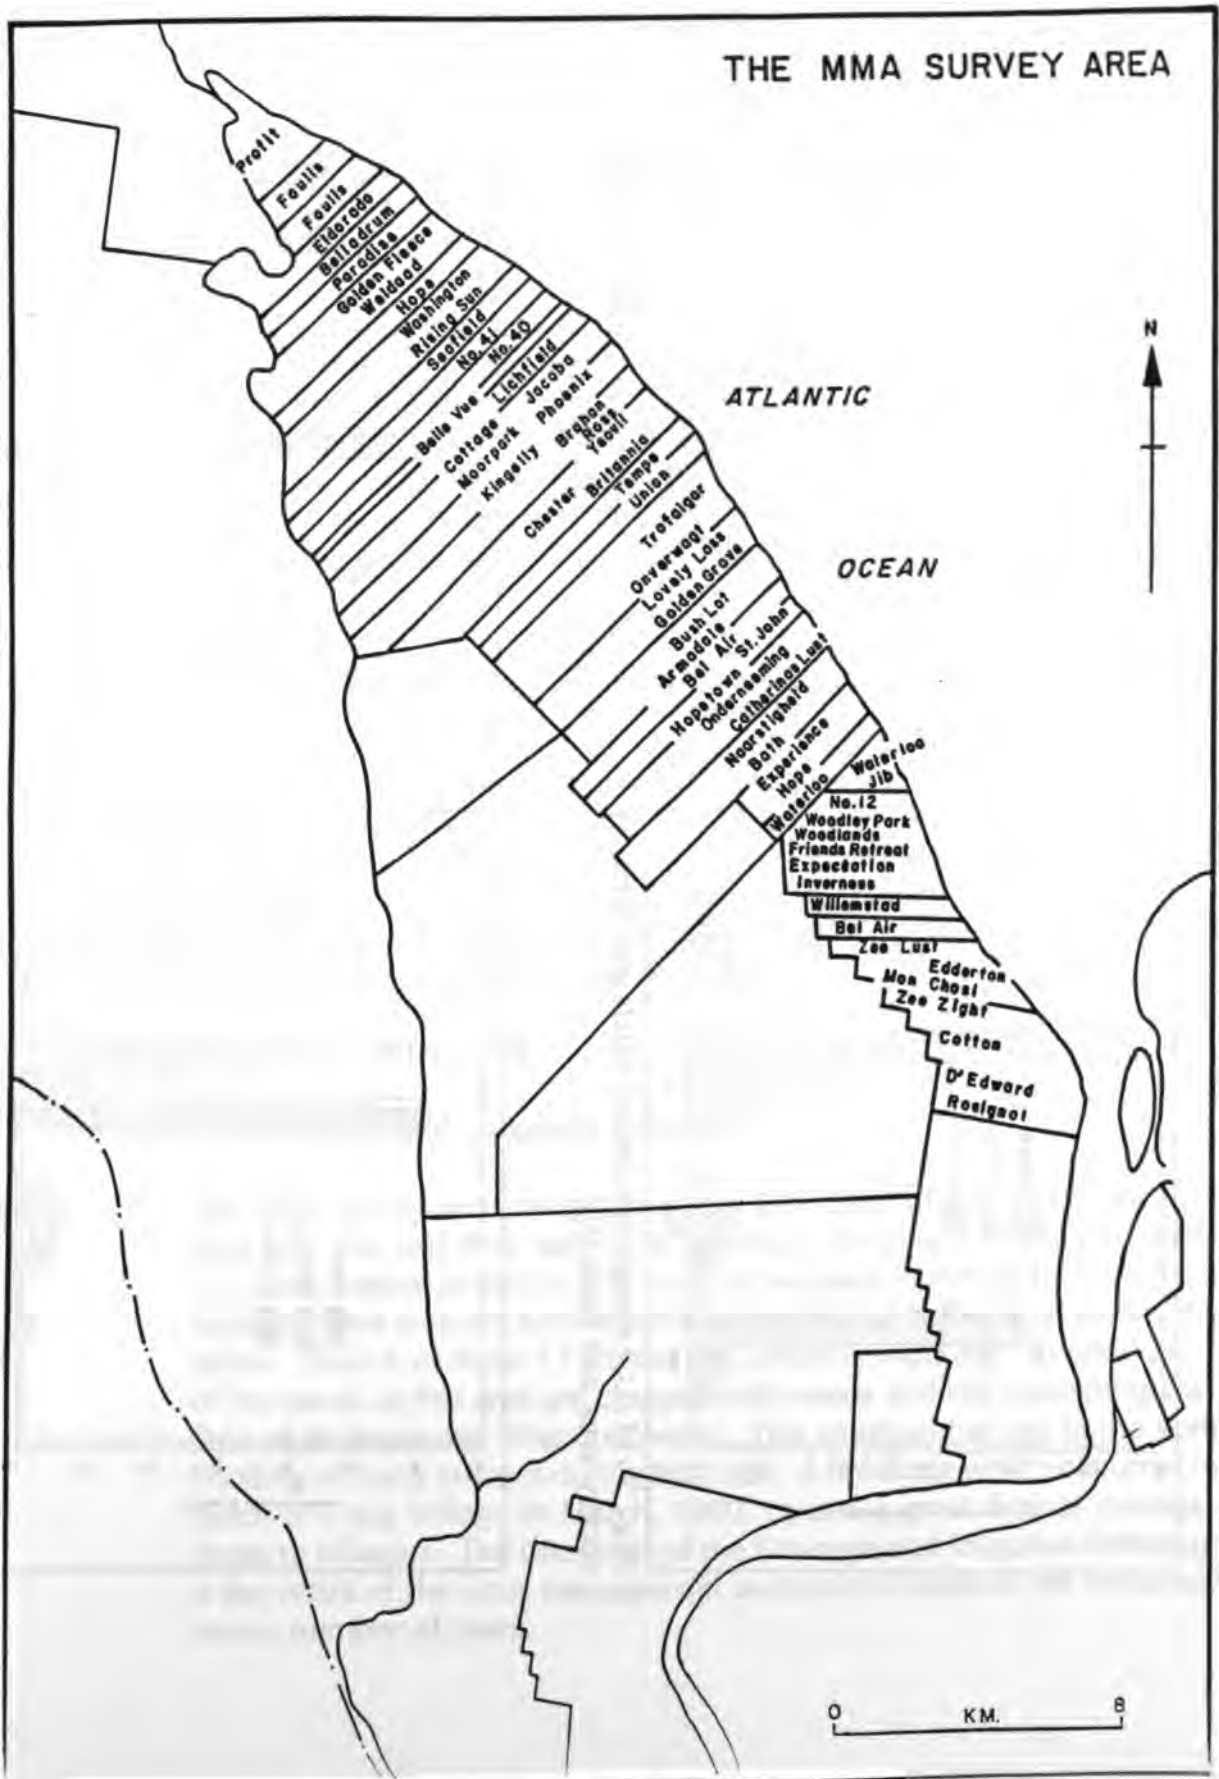 THE MMA SURVEY AREA
Profit
Foulis
Foulis
Eldorado
Belladrum
Paradise
Golden Fleece
Weldaad
Hope
Washington
Rising Sun
Seafield
No. 41
No. 40
Belle Vue
Lichfield
Cottage
Jacoba
Moorpark
Phoenix
Kingelly
Brahan
Ross
Yeovil
Chester
Britannia
Tempe
Union
Trafalgar
Onverwagt
Lovely Lass
Golden Grove
Bush Lot
Armadale
Bel Air
St. John
Hopetown
Onderneeming
Catherinas Lust
Naarstigheid
Bath
Experience
Hope
Waterloo
Waterloo
Jib
No. 12
Woodley Park
Woodlands
Friends Retreat
Expectation
Inverness
Willemstad
Bel Air
Zee Lust
Edderton
Mon Chosi
Zee Zight
Cotton
D'Edward
Rosignol
N
ATLANTIC
OCEAN
0 KM. 8